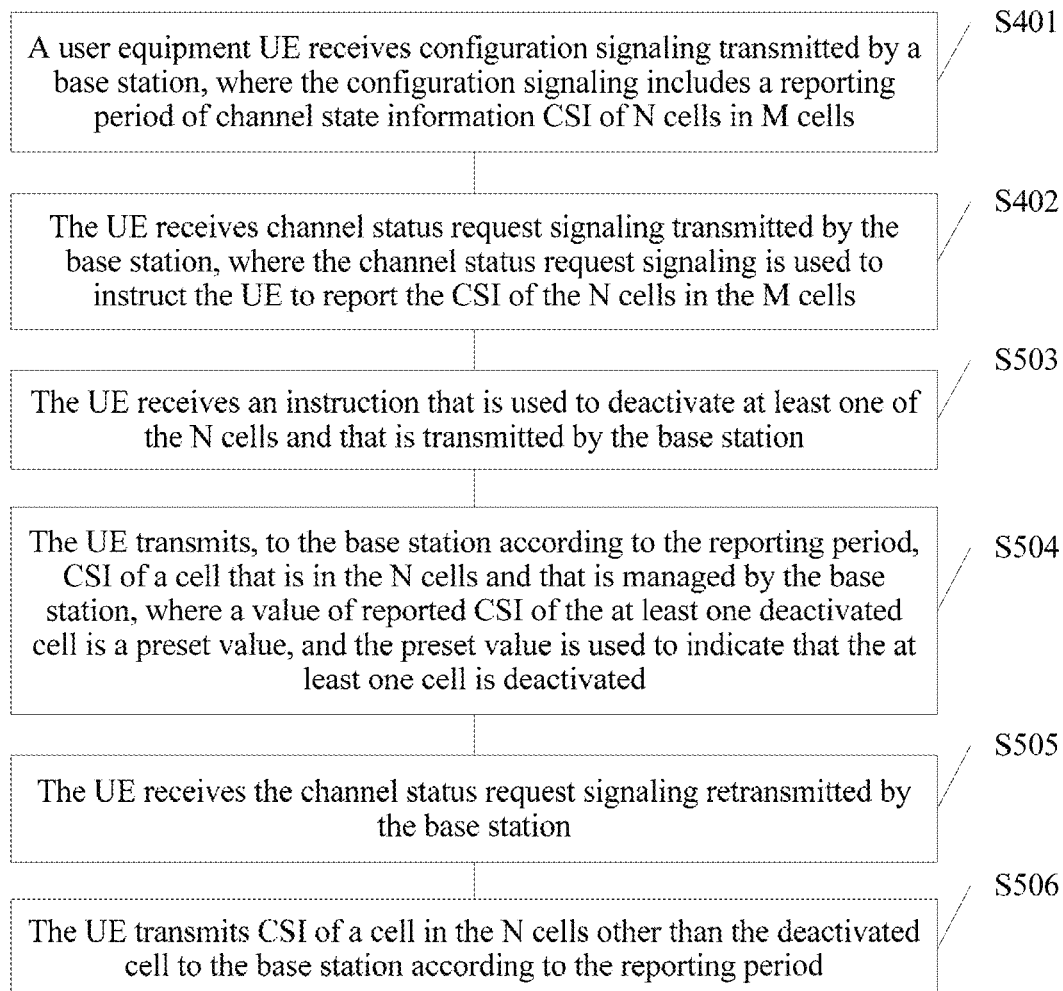 S401
A user equipment UE receives configuration signaling transmitted by a
base station, where the configuration signaling includes a reporting
period of channel state information CSI of N cells in M cells
S402
The UE receives channel status request signaling transmitted by the
base station, where the channel status request signaling is used to
instruct the UE to report the CSI of the N cells in the M cells
S503
The UE receives an instruction that is used to deactivate at least one of
the N cells and that is transmitted by the base station
S504
The UE transmits, to the base station according to the reporting period,
CSI of a cell that is in the N cells and that is managed by the base
station, where a value of reported CSI of the at least one deactivated
cell is a preset value, and the preset value is used to indicate that the at
least one cell is deactivated
S505
The UE receives the channel status request signaling retransmitted by
the base station
S506
The UE transmits CSI of a cell in the N cells other than the deactivated
cell to the base station according to the reporting period